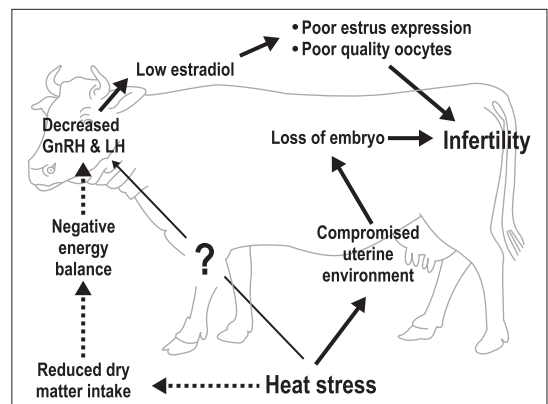 • Poor estrus expression
• Poor quality oocytes
Low estradiol
Decreased
GnRH & LH
Loss of embryo
Infertility
Negative
energy
balance
?
Compromised
uterine
environment
Reduced dry
matter intake
Heat stress